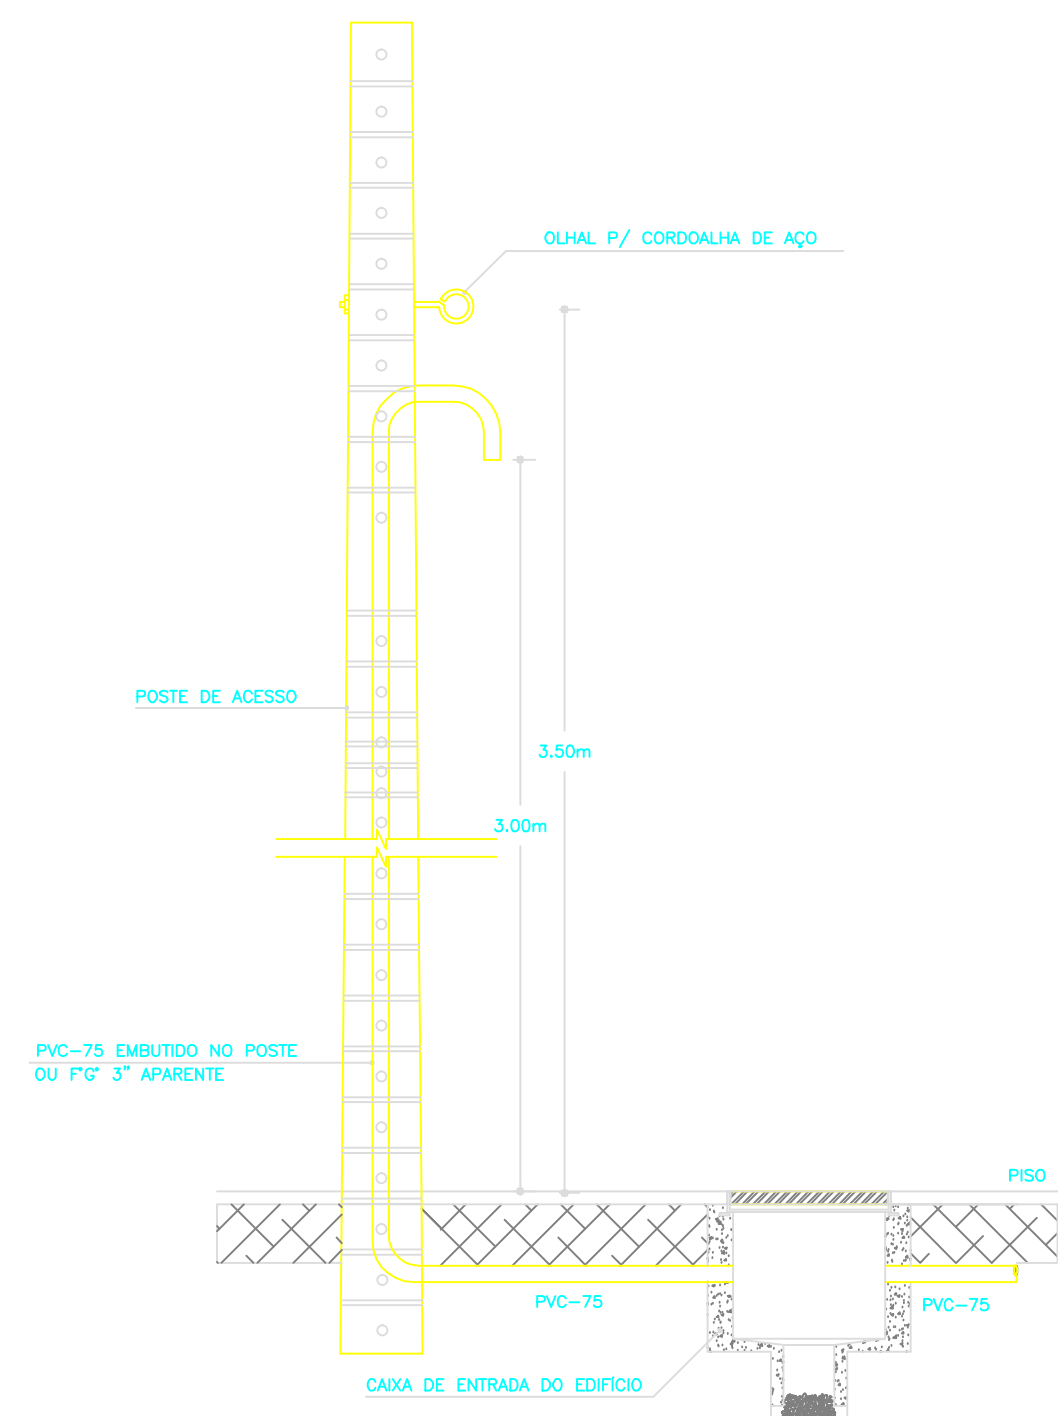 OLHAL P/ CORDOALHA DE AÇO
POSTE DE ACESSO
3.50m
3.00m
PVC-75 EMBUTIDO NO POSTE
OU F°G° 3" APARENTE
PISO
PVC-75
PVC-75
CAIXA DE ENTRADA DO EDIFÍCIO